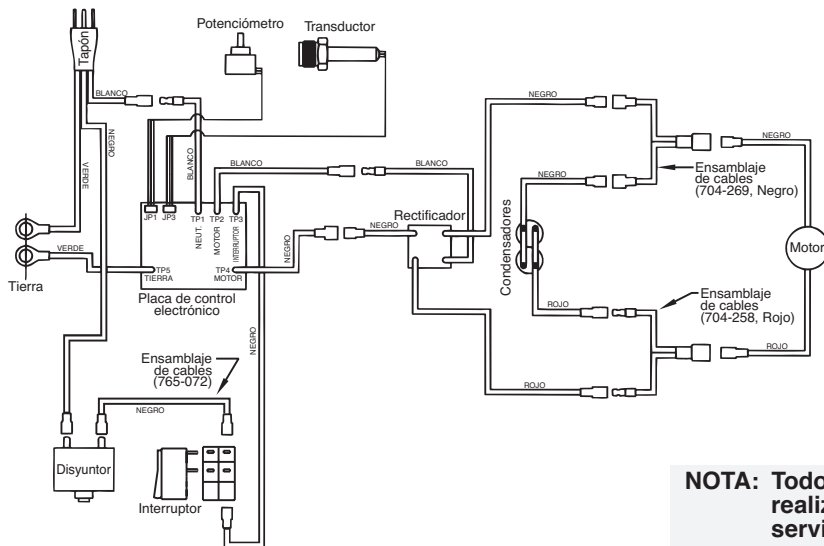 Potenciómetro
Transductor
Tapón
BLANCO
NEGRO
VERDE
BLANCO
BLANCO
BLANCO
NEGRO
NEGRO
NEGRO
NEGRO
Ensamblaje
de cables
(704-269, Negro)
JP1
JP3
TP1
TP2
TP3
NEUT.
MOTOR
INTERRUPTOR
NEGRO
NEGRO
Rectificador
Condensadores
Motor
VERDE
TP5
TIERRA
TP4
MOTOR
Tierra
Placa de control
electrónico
Ensamblaje
de cables
(704-258, Rojo)
ROJO
ROJO
ROJO
NEGRO
Ensamblaje
de cables
(765-072)
NEGRO
Disyuntor
Interruptor
NOTA: Todo
realiz
servi